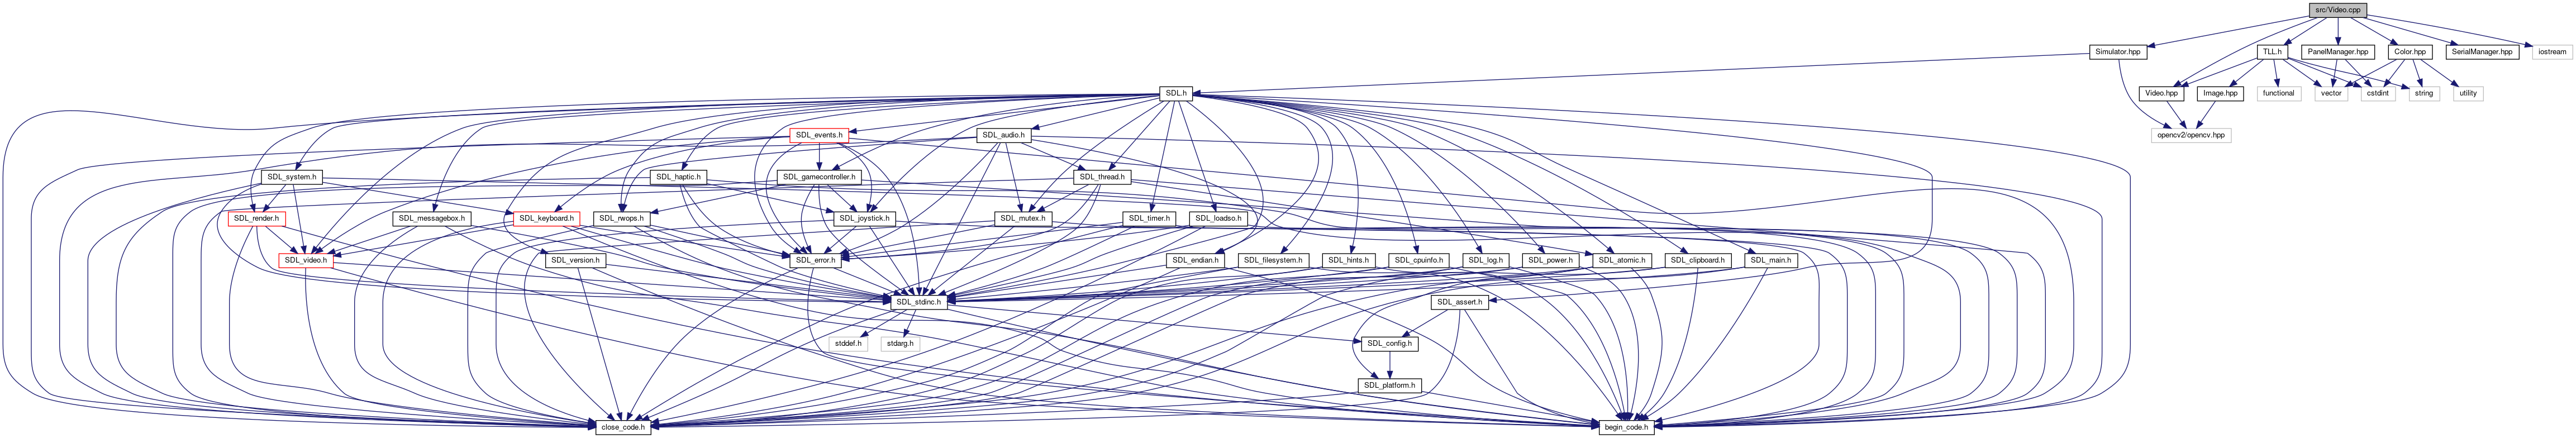 src/Video.cpp
Simulator.hpp
TLL.h
PanelManager.hpp
Color.hpp
SerialManager.hpp
iostream
SDL.h
Video.hpp
Image.hpp
functional
vector
cstdint
string
utility
SDL_events.h
SDL_audio.h
opencv2/opencv.hpp
SDL_system.h
SDL_haptic.h
SDL_gamecontroller.h
SDL_thread.h
SDL_render.h
SDL_messagebox.h
SDL_keyboard.h
SDL_rwops.h
SDL_joystick.h
SDL_mutex.h
SDL_timer.h
SDL_loadso.h
SDL_video.h
SDL_version.h
SDL_error.h
SDL_endian.h
SDL_filesystem.h
SDL_hints.h
SDL_cpuinfo.h
SDL_log.h
SDL_power.h
SDL_atomic.h
SDL_clipboard.h
SDL_main.h
SDL_stdinc.h
SDL_assert.h
stddef.h
stdarg.h
SDL_config.h
SDL_platform.h
close_code.h
begin_code.h